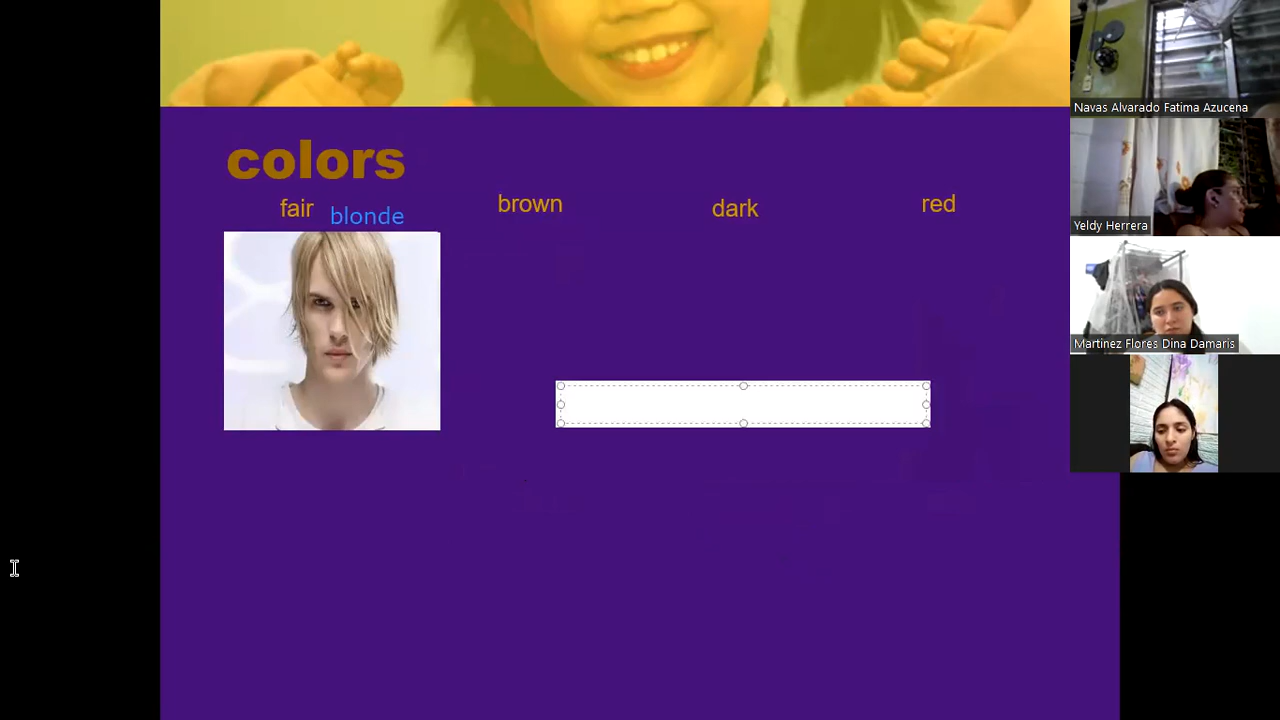 colors
fair blonde brown dark red
Navas Alvarado Fatima Azucena
Yeldy Herrera
Martinez Flores Dina Damaris